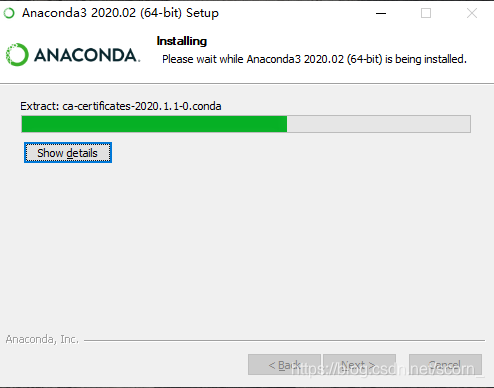 Anaconda3 2020.02 (64-bit) Setup
Installing
Please wait while Anaconda3 2020.02 (64-bit) is being installed.
ANACONDA.
Extract: ca-certificates-2020.1.1-0.conda
Show details
Anaconda, Inc.
< Back Next > Cancel
https://blog.csdn.net/scorn_